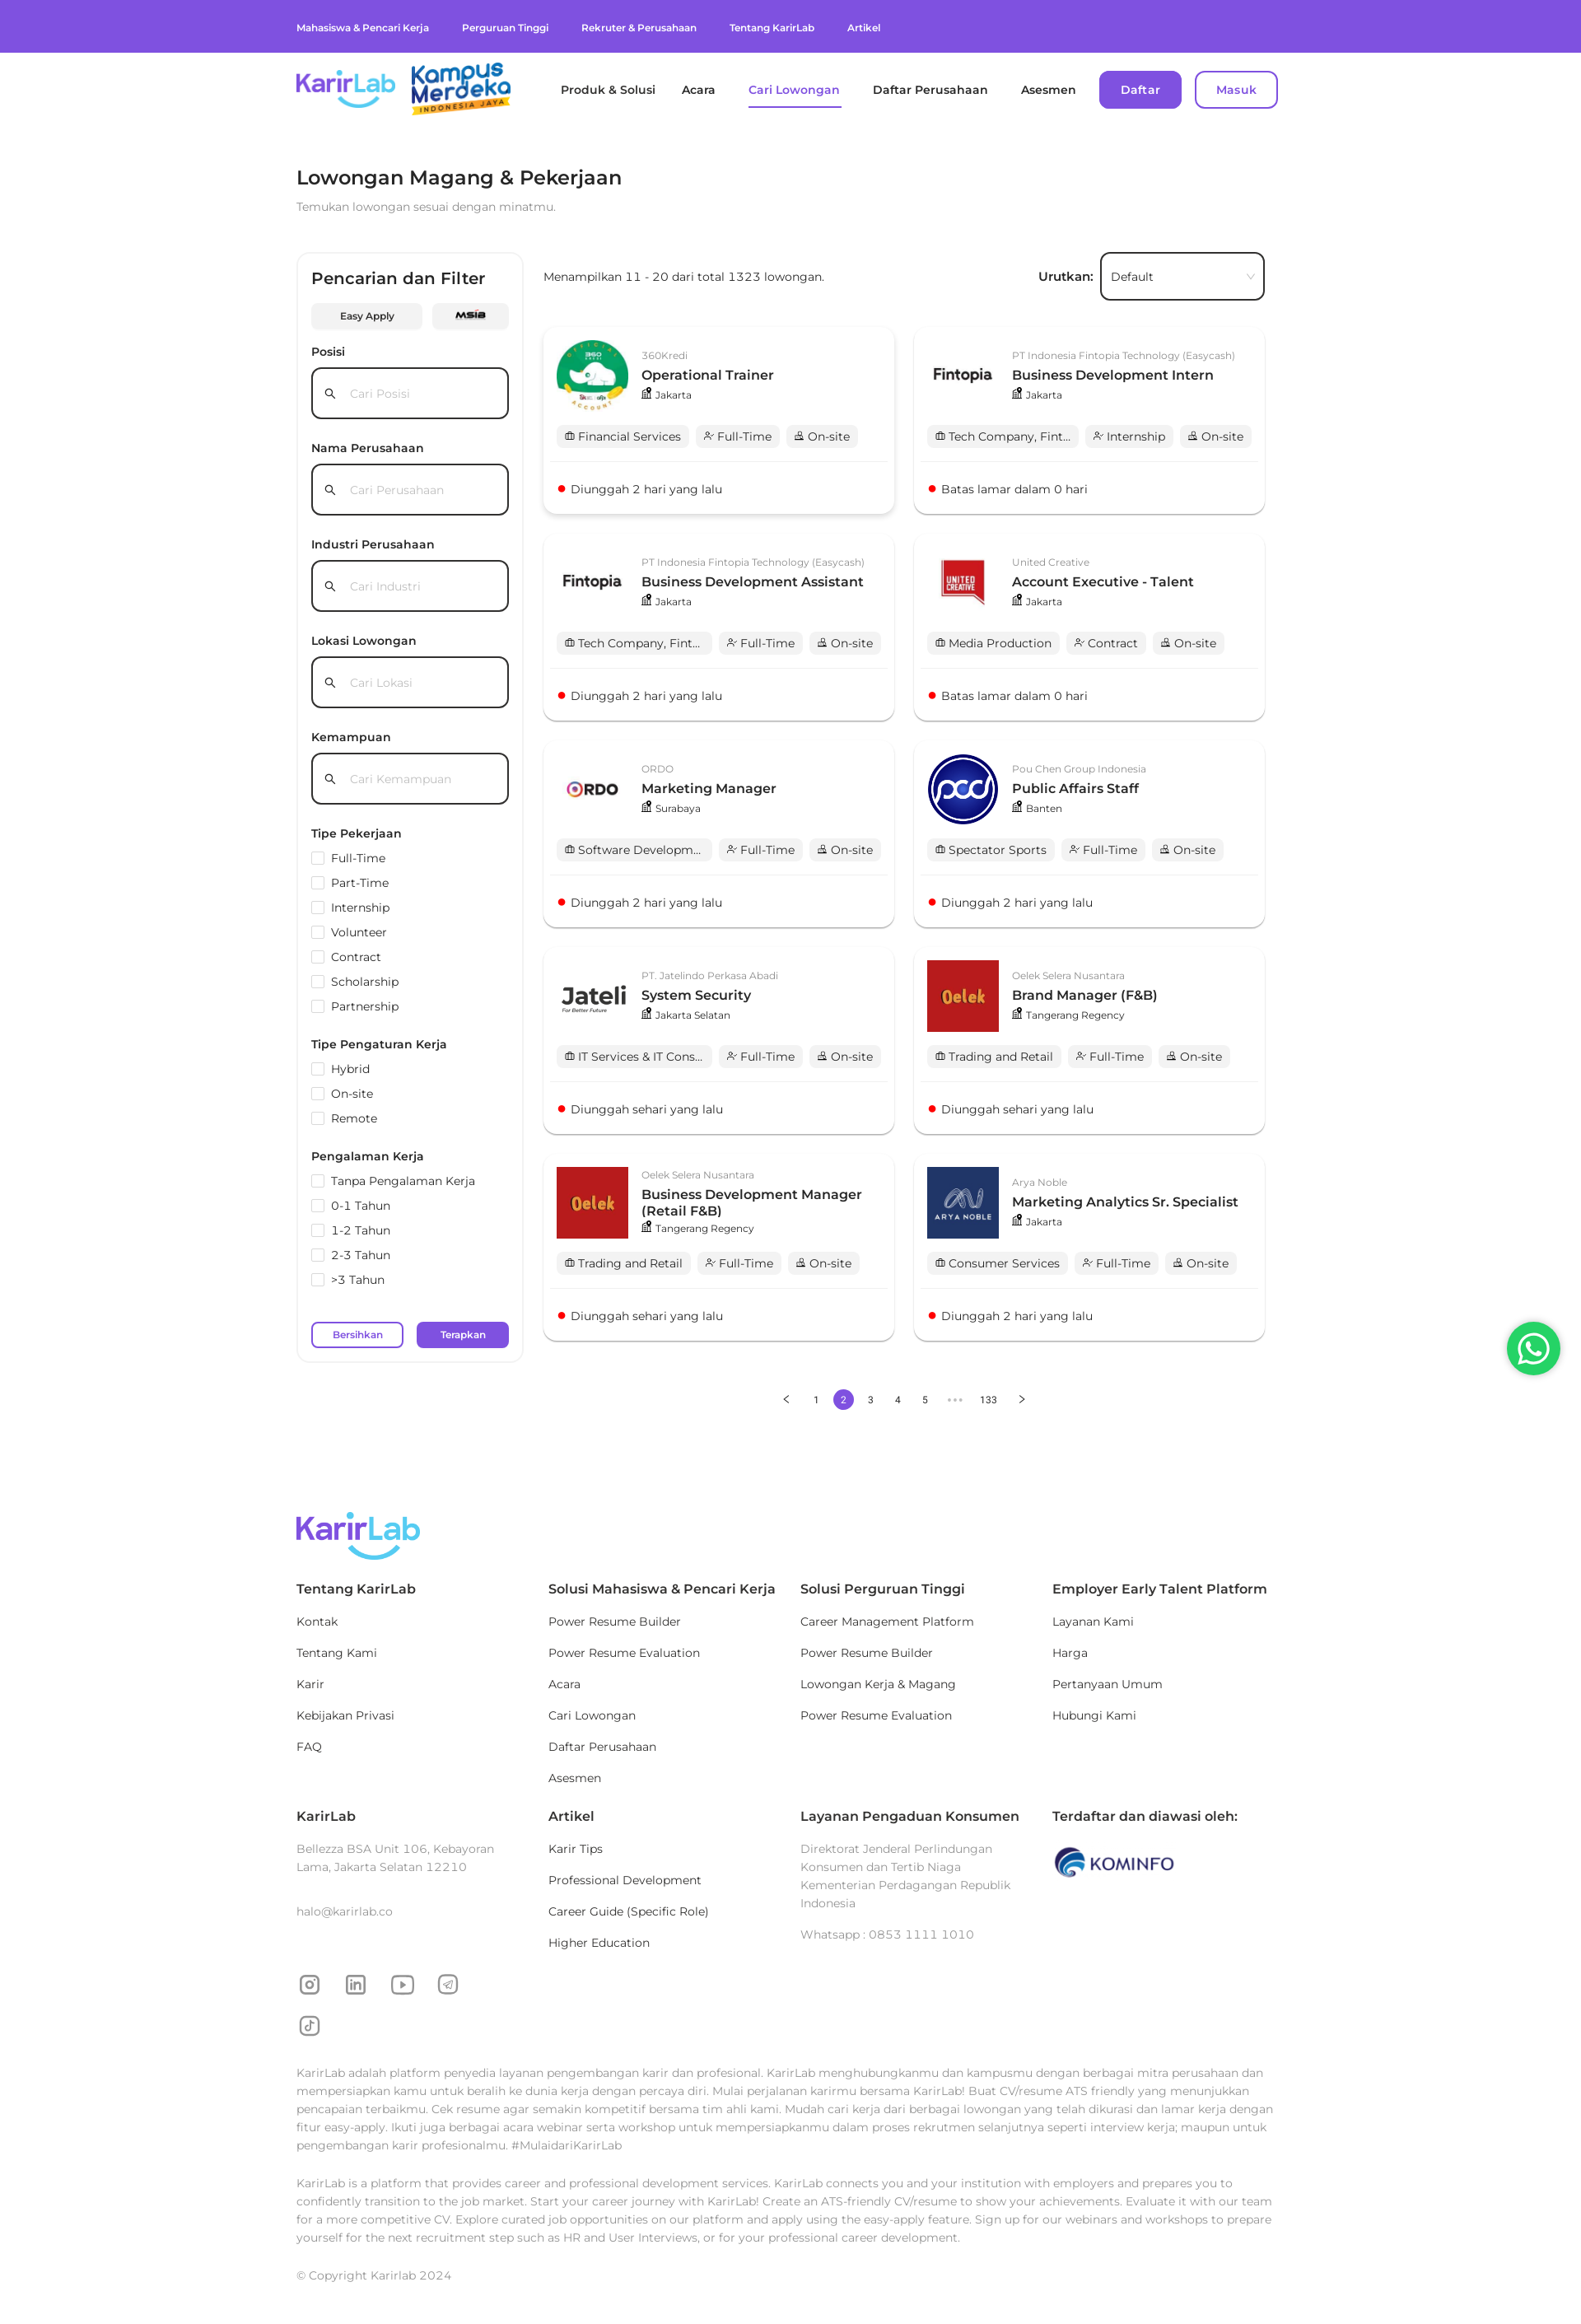 Mahasiswa & Pencari Kerja Perguruan Tinggi Rekruter & Perusahaan Tentang KarirLab Artikel
KarirLab Kampus Merdeka INDONESIA JAYA Produk & Solusi Acara Cari Lowongan Daftar Perusahaan Asesmen Daftar Masuk
Lowongan Magang & Pekerjaan
Temukan lowongan sesuai dengan minatmu.
Pencarian dan Filter
Easy Apply MSIB
Posisi
Cari Posisi
Nama Perusahaan
Cari Perusahaan
Industri Perusahaan
Cari Industri
Lokasi Lowongan
Cari Lokasi
Kemampuan
Cari Kemampuan
Tipe Pekerjaan
Full-Time
Part-Time
Internship
Volunteer
Contract
Scholarship
Partnership
Tipe Pengaturan Kerja
Hybrid
On-site
Remote
Pengalaman Kerja
Tanpa Pengalaman Kerja
0-1 Tahun
1-2 Tahun
2-3 Tahun
>3 Tahun
Bersihkan Terapkan
Menampilkan 11 - 20 dari total 1323 lowongan.
Urutkan: Default
360Kredi
Operational Trainer
Jakarta
Financial Services Full-Time On-site
Diunggah 2 hari yang lalu
Fintopia
PT Indonesia Fintopia Technology (Easycash)
Business Development Intern
Jakarta
Tech Company, Fint... Internship On-site
Batas lamar dalam 0 hari
Fintopia
PT Indonesia Fintopia Technology (Easycash)
Business Development Assistant
Jakarta
Tech Company, Fint... Full-Time On-site
Diunggah 2 hari yang lalu
UNITED CREATIVE
United Creative
Account Executive - Talent
Jakarta
Media Production Contract On-site
Batas lamar dalam 0 hari
ORDO
ORDO
Marketing Manager
Surabaya
Software Developm... Full-Time On-site
Diunggah 2 hari yang lalu
Pou Chen Group Indonesia
Public Affairs Staff
Banten
Spectator Sports Full-Time On-site
Diunggah 2 hari yang lalu
Jateli
For Better Future
PT. Jatelindo Perkasa Abadi
System Security
Jakarta Selatan
IT Services & IT Cons... Full-Time On-site
Diunggah sehari yang lalu
Oelek
Oelek Selera Nusantara
Brand Manager (F&B)
Tangerang Regency
Trading and Retail Full-Time On-site
Diunggah sehari yang lalu
Oelek
Oelek Selera Nusantara
Business Development Manager
(Retail F&B)
Tangerang Regency
Trading and Retail Full-Time On-site
Diunggah sehari yang lalu
ARYA NOBLE
Arya Noble
Marketing Analytics Sr. Specialist
Jakarta
Consumer Services Full-Time On-site
Diunggah 2 hari yang lalu
1 2 3 4 5 ••• 133
KarirLab
Tentang KarirLab
Kontak
Tentang Kami
Karir
Kebijakan Privasi
FAQ
Solusi Mahasiswa & Pencari Kerja
Power Resume Builder
Power Resume Evaluation
Acara
Cari Lowongan
Daftar Perusahaan
Asesmen
Solusi Perguruan Tinggi
Career Management Platform
Power Resume Builder
Lowongan Kerja & Magang
Power Resume Evaluation
Employer Early Talent Platform
Layanan Kami
Harga
Pertanyaan Umum
Hubungi Kami
KarirLab
Bellezza BSA Unit 106, Kebayoran
Lama, Jakarta Selatan 12210
halo@karirlab.co
Artikel
Karir Tips
Professional Development
Career Guide (Specific Role)
Higher Education
Layanan Pengaduan Konsumen
Direktorat Jenderal Perlindungan
Konsumen dan Tertib Niaga
Kementerian Perdagangan Republik
Indonesia
Whatsapp : 0853 1111 1010
Terdaftar dan diawasi oleh:
KOMINFO
KarirLab adalah platform penyedia layanan pengembangan karir dan profesional. KarirLab menghubungkanmu dan kampusmu dengan berbagai mitra perusahaan dan
mempersiapkan kamu untuk beralih ke dunia kerja dengan percaya diri. Mulai perjalanan karirmu bersama KarirLab! Buat CV/resume ATS friendly yang menunjukkan
pencapaian terbaikmu. Cek resume agar semakin kompetitif bersama tim ahli kami. Mudah cari kerja dari berbagai lowongan yang telah dikurasi dan lamar kerja dengan
fitur easy-apply. Ikuti juga berbagai acara webinar serta workshop untuk mempersiapkanmu dalam proses rekrutmen selanjutnya seperti interview kerja; maupun untuk
pengembangan karir profesionalmu. #MulaidariKarirLab
KarirLab is a platform that provides career and professional development services. KarirLab connects you and your institution with employers and prepares you to
confidently transition to the job market. Start your career journey with KarirLab! Create an ATS-friendly CV/resume to show your achievements. Evaluate it with our team
for a more competitive CV. Explore curated job opportunities on our platform and apply using the easy-apply feature. Sign up for our webinars and workshops to prepare
yourself for the next recruitment step such as HR and User Interviews, or for your professional career development.
© Copyright Karirlab 2024